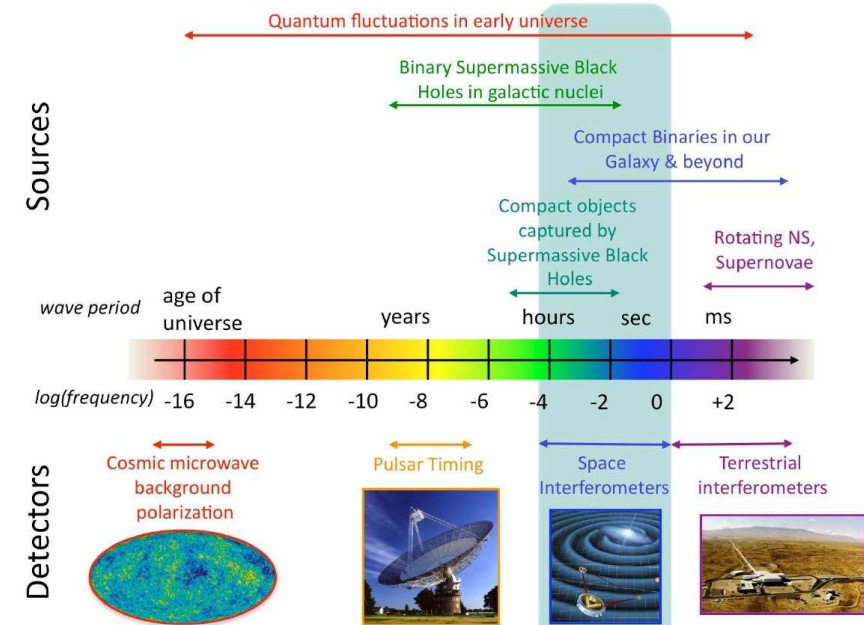 Quantum fluctuations in early universe
Binary Supermassive Black
Holes in galactic nuclei
Compact Binaries in our
Galaxy & beyond
Compact objects
captured by
Supermassive Black
Holes
Rotating NS,
Supernovae
Sources
wave period
age of
universe
years
hours
sec
ms
log(frequency)
-16
-14
-12
-10
-8
-6
-4
-2
0
+2
Detectors
Cosmic microwave
background
polarization
Pulsar Timing
Space
Interferometers
Terrestrial
interferometers